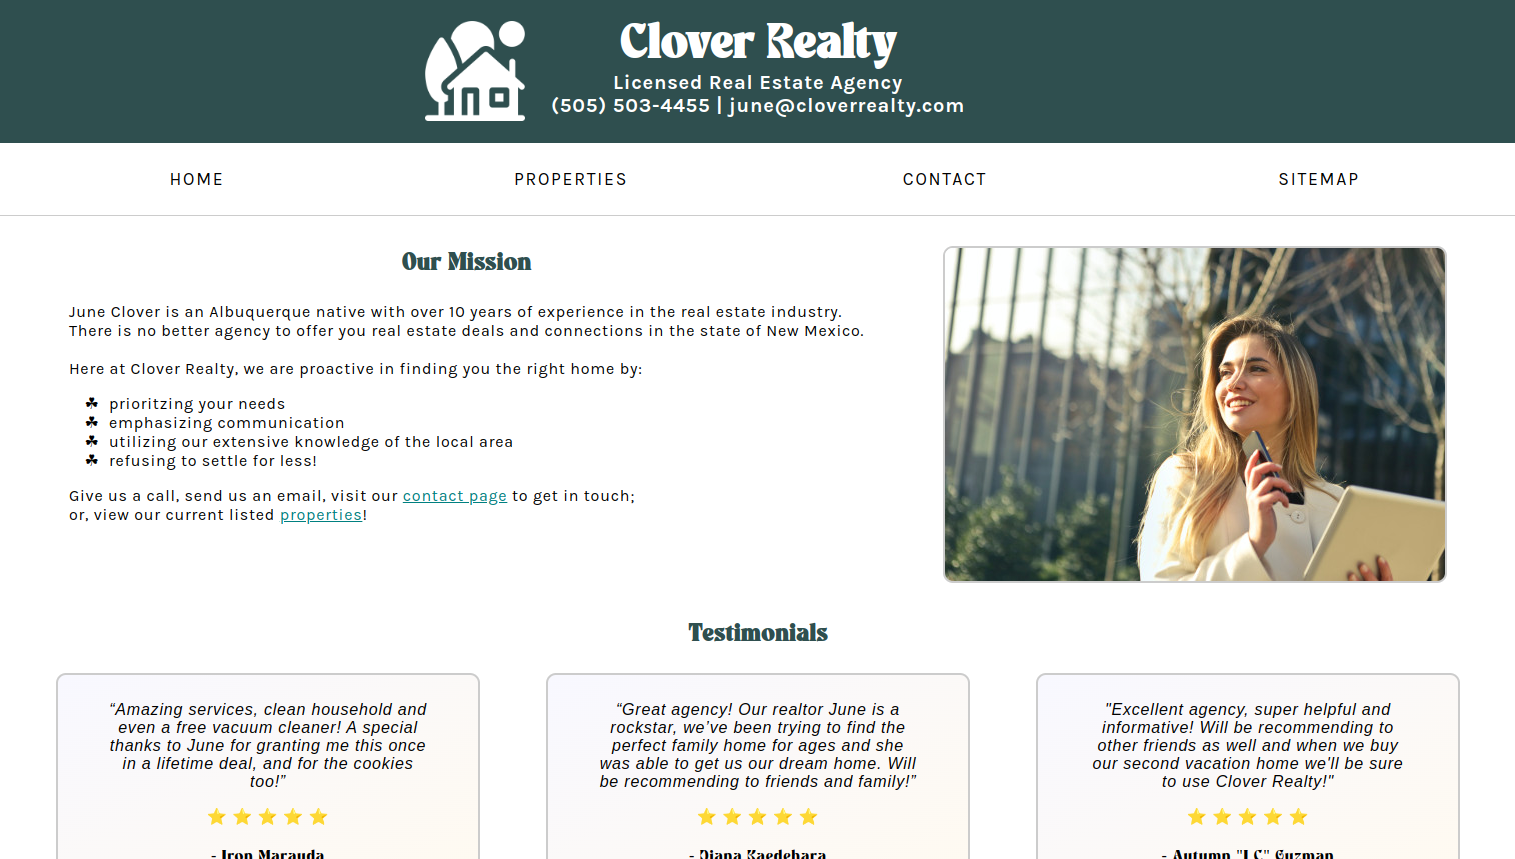 Clover Realty
Licensed Real Estate Agency
(505) 503-4455 | june@cloverrealty.com
HOME
PROPERTIES
CONTACT
SITEMAP
Our Mission
June Clover is an Albuquerque native with over 10 years of experience in the real estate industry.
There is no better agency to offer you real estate deals and connections in the state of New Mexico.
Here at Clover Realty, we are proactive in finding you the right home by:
☘ prioritzing your needs
☘ emphasizing communication
☘ utilizing our extensive knowledge of the local area
☘ refusing to settle for less!
Give us a call, send us an email, visit our contact page to get in touch;
or, view our current listed properties!
Testimonials
“Amazing services, clean household and
even a free vacuum cleaner! A special
thanks to June for granting me this once
in a lifetime deal, and for the cookies
too!”
- Iron Marauda
“Great agency! Our realtor June is a
rockstar, we’ve been trying to find the
perfect family home for ages and she
was able to get us our dream home. Will
be recommending to friends and family!”
- Diana Kaedehara
"Excellent agency, super helpful and
informative! Will be recommending to
other friends as well and when we buy
our second vacation home we'll be sure
to use Clover Realty!"
- Autumn "LC" Guzman